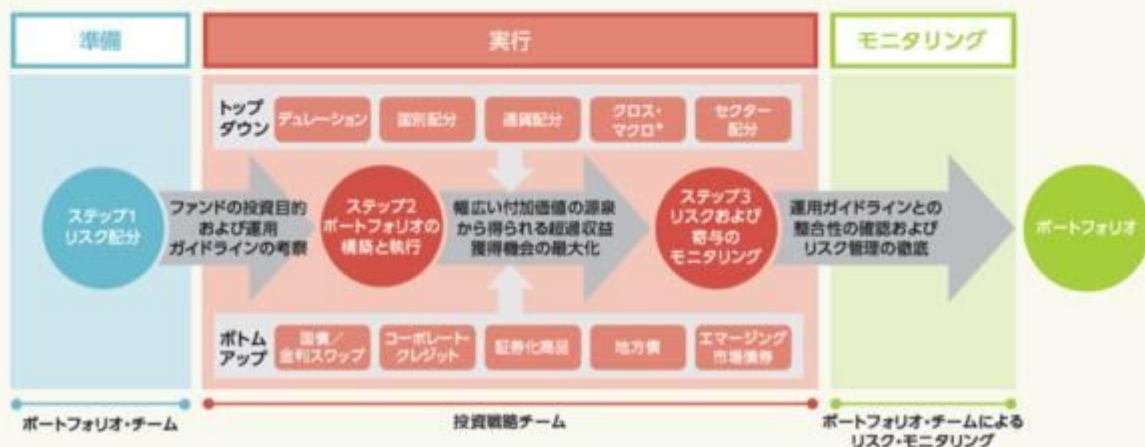 準備
実行
モニタリング
トップ
ダウン
デュレーション
国別配分
通貨配分
クロス・
マクロ*
セクター
配分
ステップ1
リスク配分
ファンドの投資目的
および運用
ガイドラインの考察
ステップ2
ポートフォリオの
構築と執行
幅広い付加価値の源泉
から得られる超過収益
獲得機会の最大化
ステップ3
リスクおよび
寄与の
モニタリング
運用ガイドラインとの
整合性の確認および
リスク管理の徹底
ポートフォリオ
ボトム
アップ
国債／
金利スワップ
コーポレート・
クレジット
証券化商品
地方債
エマージング
市場債券
ポートフォリオ・チーム
投資戦略チーム
ポートフォリオ・チームによる
リスク・モニタリング